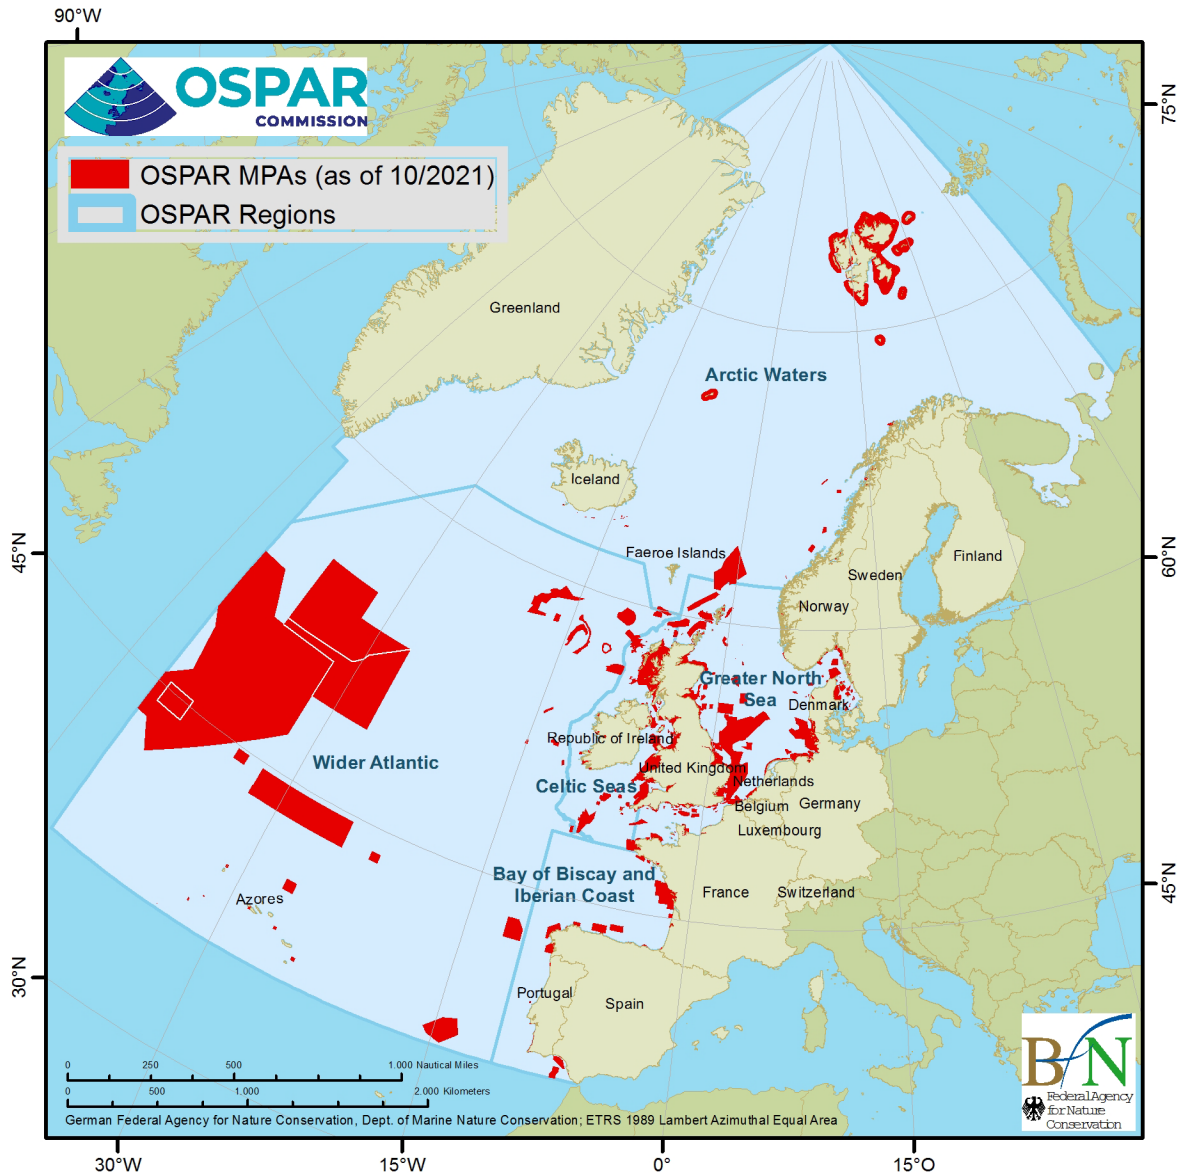 90°W
OSPAR
COMMISSION
75°N
OSPAR MPAs (as of 10/2021)
OSPAR Regions
Greenland
Arctic Waters
Iceland
45°N
Faeroe Islands
Finland
60°N
Sweden
Norway
Greater North
Sea
Denmark
Republic of Ireland
Wider Atlantic
United Kingdom
Celtic Seas
Netherlands
Belgium
Germany
Luxembourg
Bay of Biscay and
Iberian Coast
France
Switzerland
45°N
Azores
30°N
Portugal
Spain
BfN
Federal Agency
for Nature
Conservation
0 250 500 1.000 Nautical Miles
0 500 1.000 2.000 Kilometers
German Federal Agency for Nature Conservation, Dept. of Marine Nature Conservation; ETRS 1989 Lambert Azimuthal Equal Area
30°W
15°W
0°
15°O